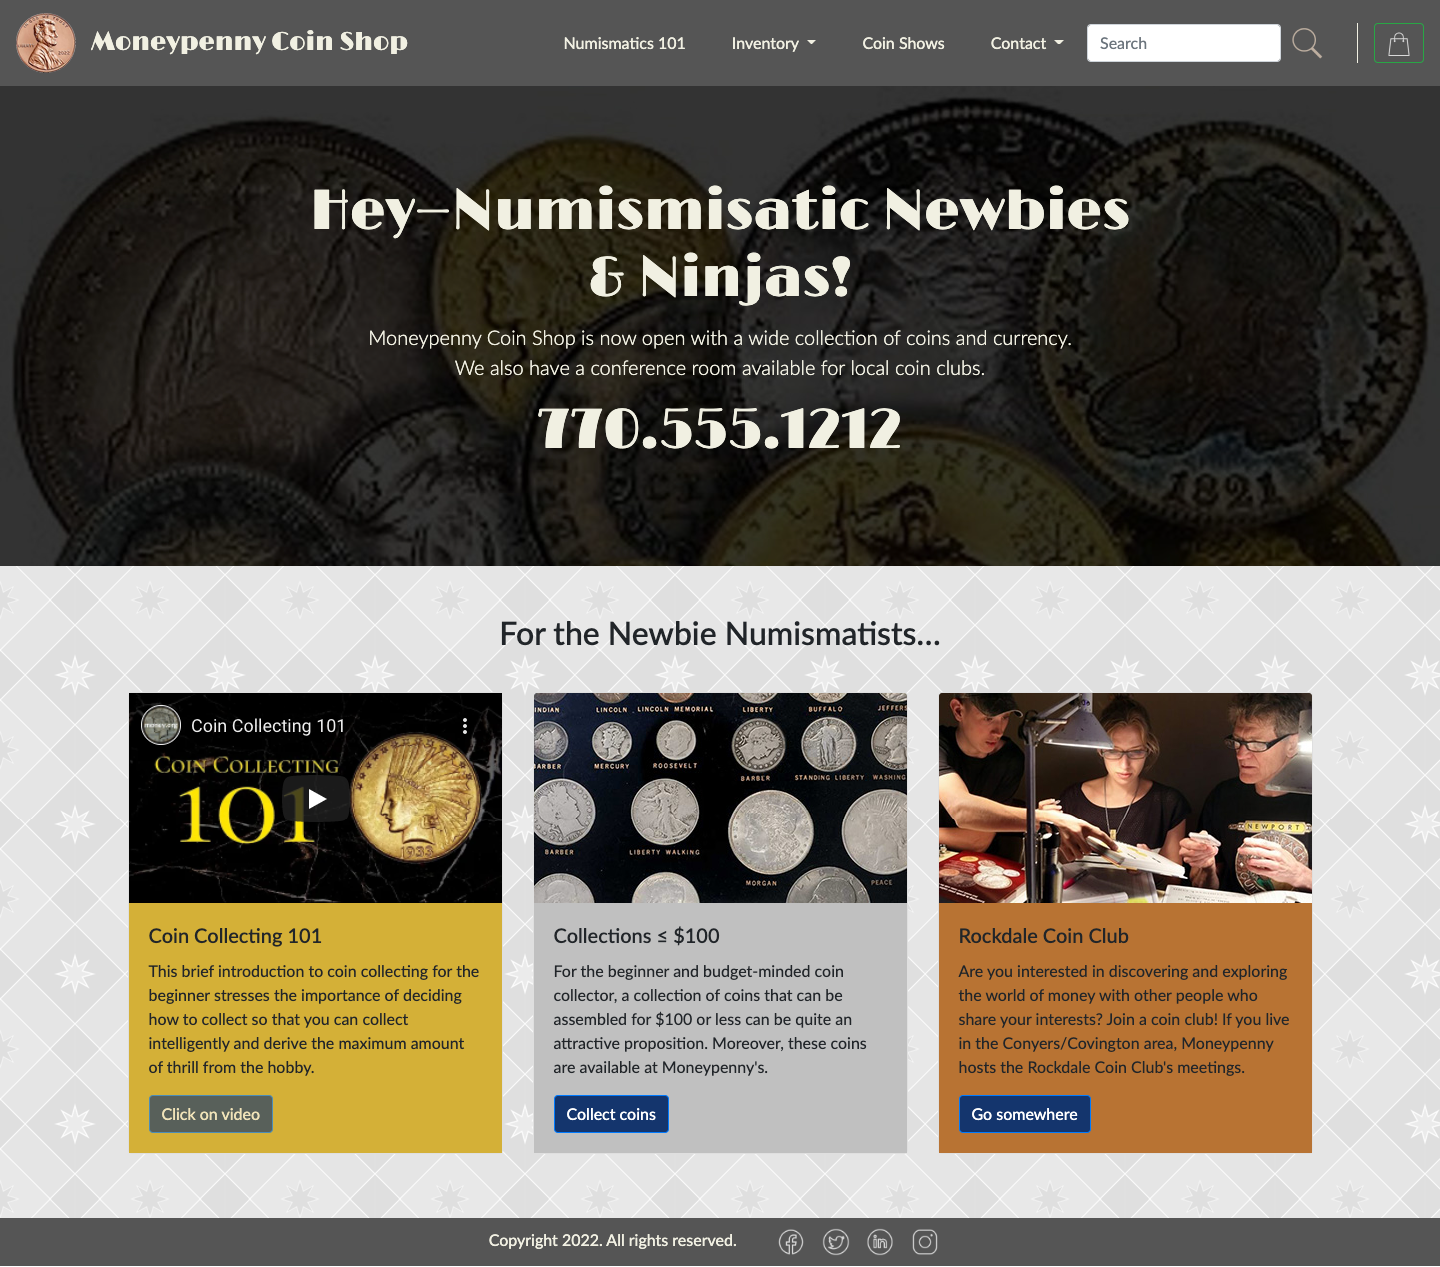 Moneypenny Coin Shop
Numismatics 101
Inventory
Coin Shows
Contact
Search
Hey—Numismisatic Newbies
& Ninjas!
Moneypenny Coin Shop is now open with a wide collection of coins and currency.
We also have a conference room available for local coin clubs.
770.555.1212
UR. BU
1821
For the Newbie Numismatists...
Coin Collecting 101
COIN COLLECTING
101
1933
INDIAN LINCOLN LINCOLN MEMORIAL LIBERTY BUFFALO JEFFERS
BARBER MERCURY ROOSEVELT BARBER STANDING LIBERTY WASHING
BARBER LIBERTY WALKING MORGAN PEACE
NEWPORT
Coin Collecting 101
This brief introduction to coin collecting for the
beginner stresses the importance of deciding
how to collect so that you can collect
intelligently and derive the maximum amount
of thrill from the hobby.
Click on video
Collections ≤ $100
For the beginner and budget-minded coin
collector, a collection of coins that can be
assembled for $100 or less can be quite an
attractive proposition. Moreover, these coins
are available at Moneypenny's.
Collect coins
Rockdale Coin Club
Are you interested in discovering and exploring
the world of money with other people who
share your interests? Join a coin club! If you live
in the Conyers/Covington area, Moneypenny
hosts the Rockdale Coin Club's meetings.
Go somewhere
Copyright 2022. All rights reserved.